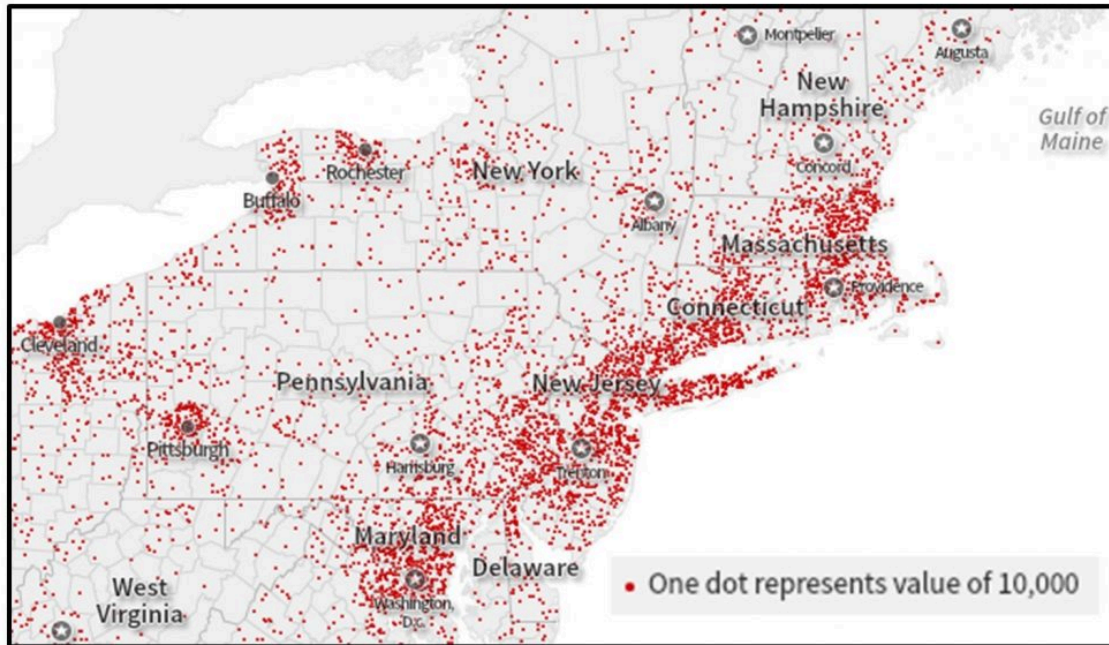 Montpelier
Augusta
New
Hampshire
Gulf of
Maine
Concord
Rochester
New York
Buffalo
Albany
Massachusetts
Providence
Connecticut
Cleveland
Pennsylvania
New Jersey
Pittsburgh
Harrisburg
Trenton
Maryland
Delaware
West
Virginia
Washington,
D.c.
One dot represents value of 10,000